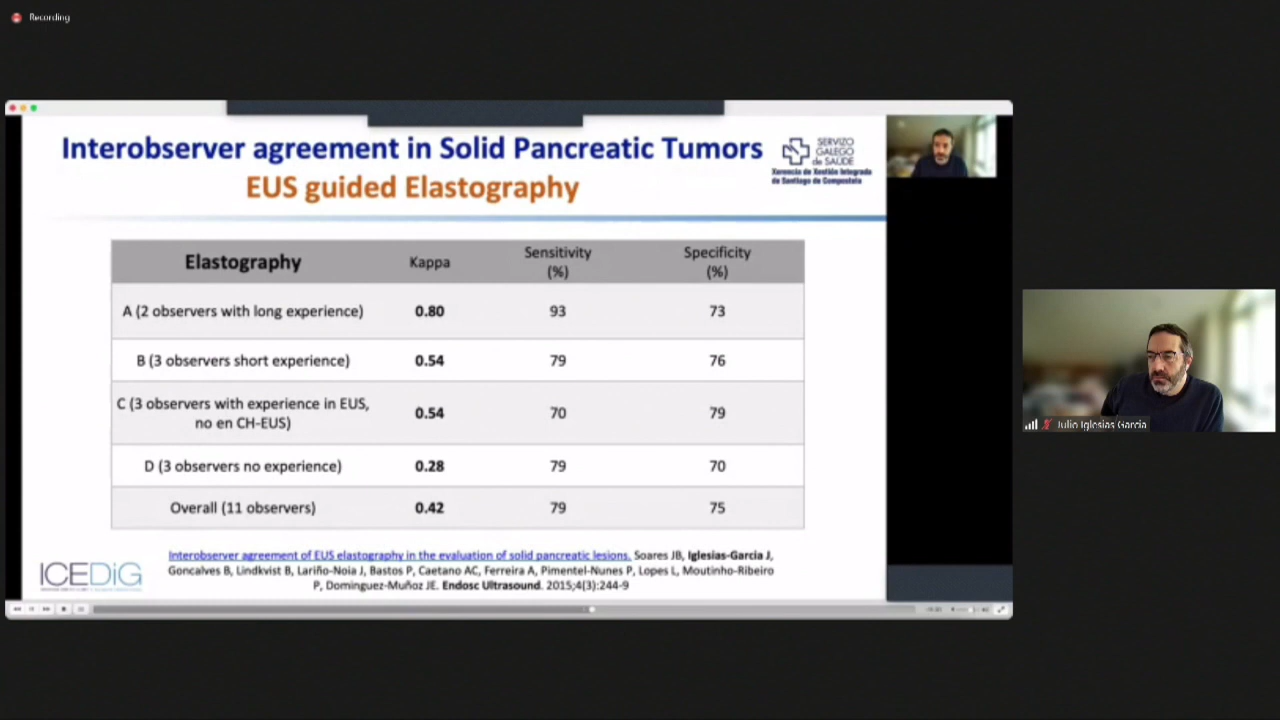 Recording
Interobserver agreement in Solid Pancreatic Tumors
EUS guided Elastography
SERVIZO
GALEGO
de SAÚDE
Xerencia de Xestión Integrada
de Santiago de Compostela
Elastography
Kappa
Sensitivity
(%)
Specificity
(%)
A (2 observers with long experience)
0.80
93
73
B (3 observers short experience)
0.54
79
76
C (3 observers with experience in EUS,
no en CH-EUS)
0.54
70
79
D (3 observers no experience)
0.28
79
70
Overall (11 observers)
0.42
79
75
Interobserver agreement of EUS elastography in the evaluation of solid pancreatic lesions. Soares JB, Iglesias-Garcia J,
Goncalves B, Lindkvist B, Lariño-Noia J, Bastos P, Caetano AC, Ferreira A, Pimentel-Nunes P, Lopes L, Moutinho-Ribeiro
P, Dominguez-Muñoz JE. Endosc Ultrasound. 2015;4(3):244-9
ICEDiG
Julio Iglesias Garcia